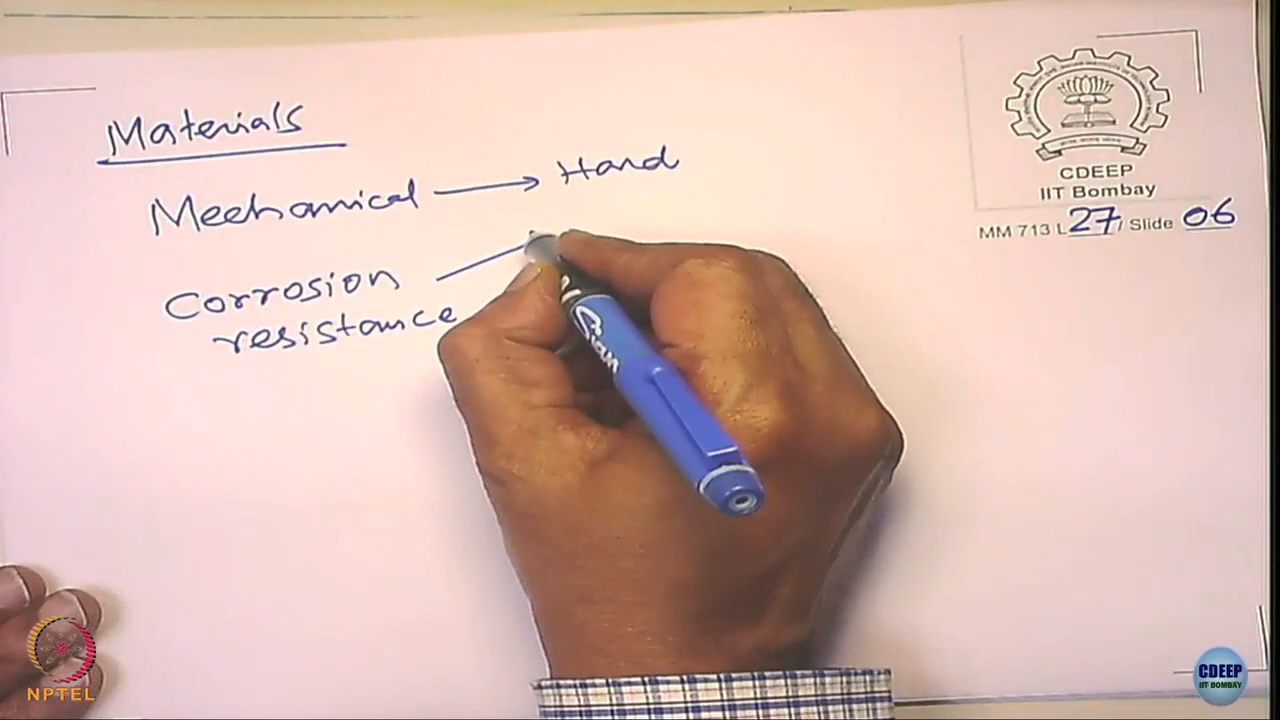 Materials
Mechanical → Hard
Corrosion
resistance
CDEEP
IIT Bombay
MM 713 L 27 / Slide 06
NPTEL
CDEEP
IIT BOMBAY